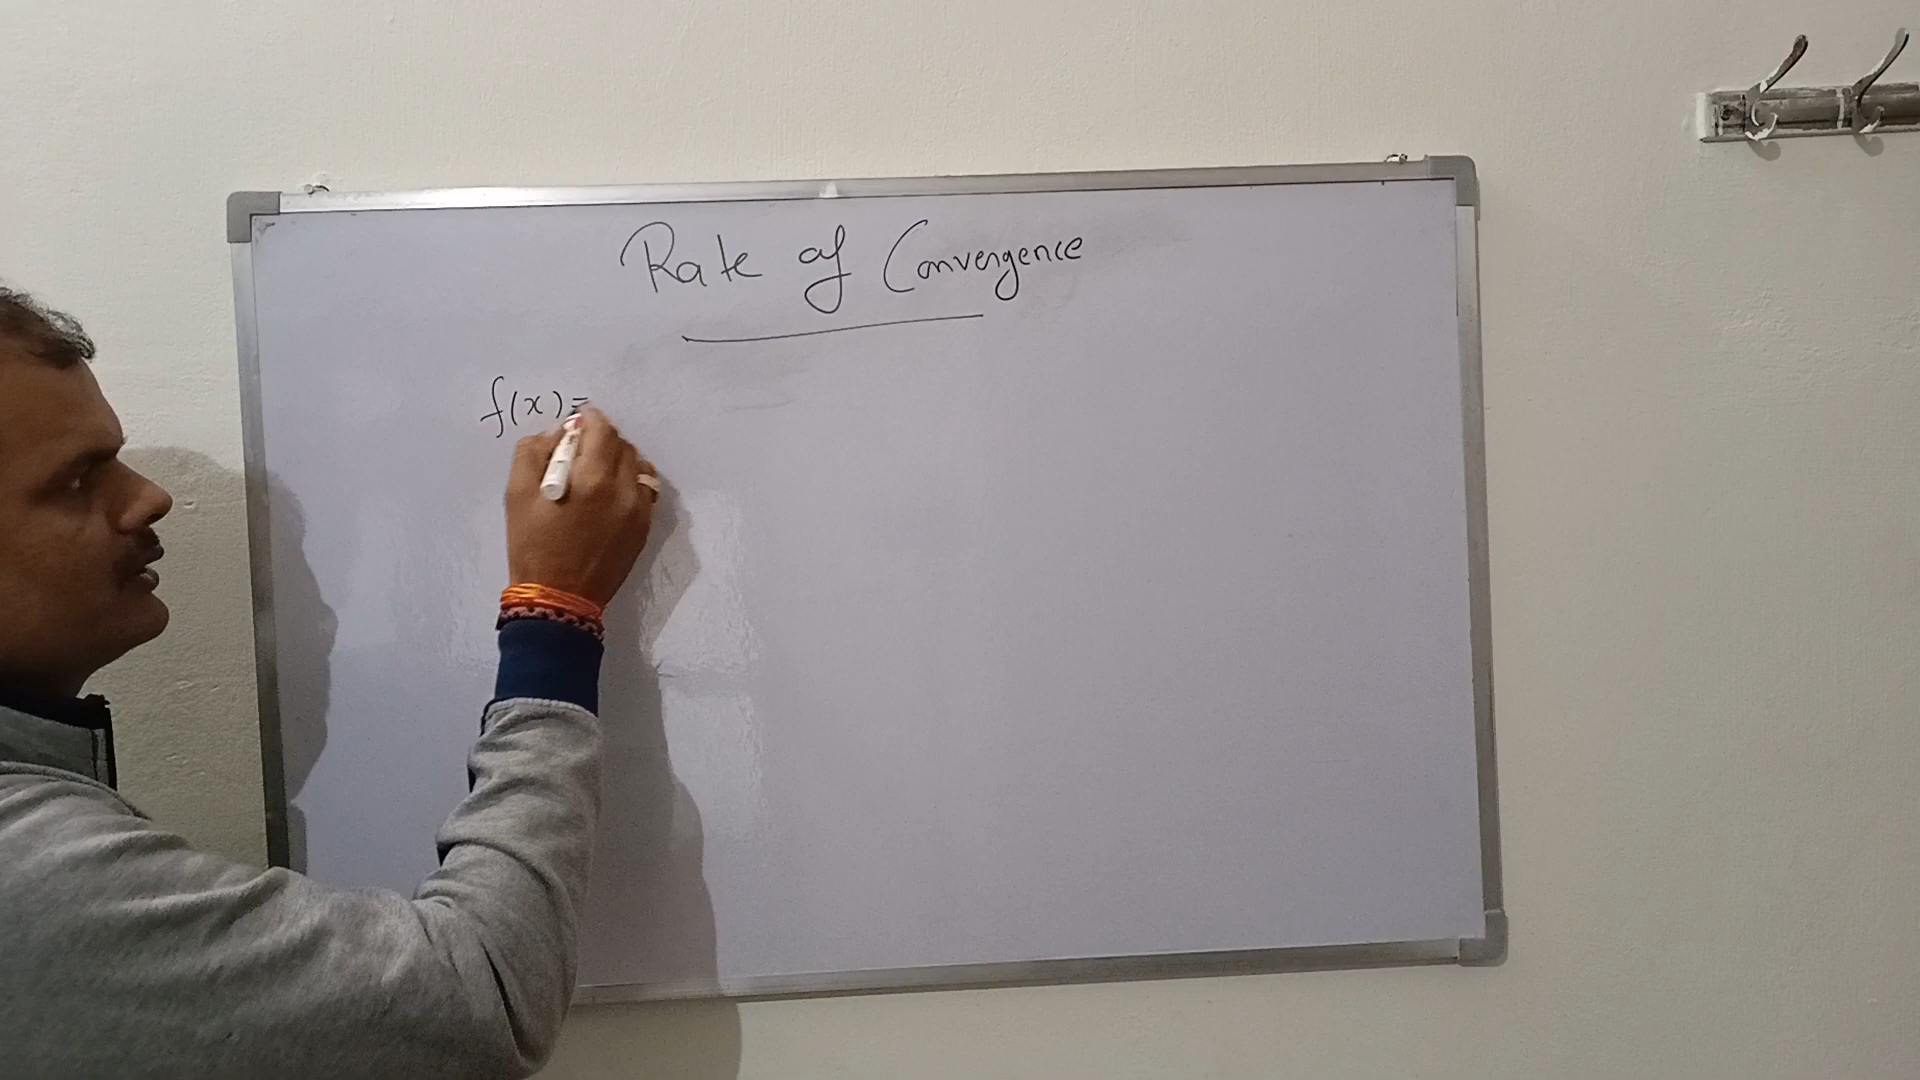 Rate of Convergence
f(x)=